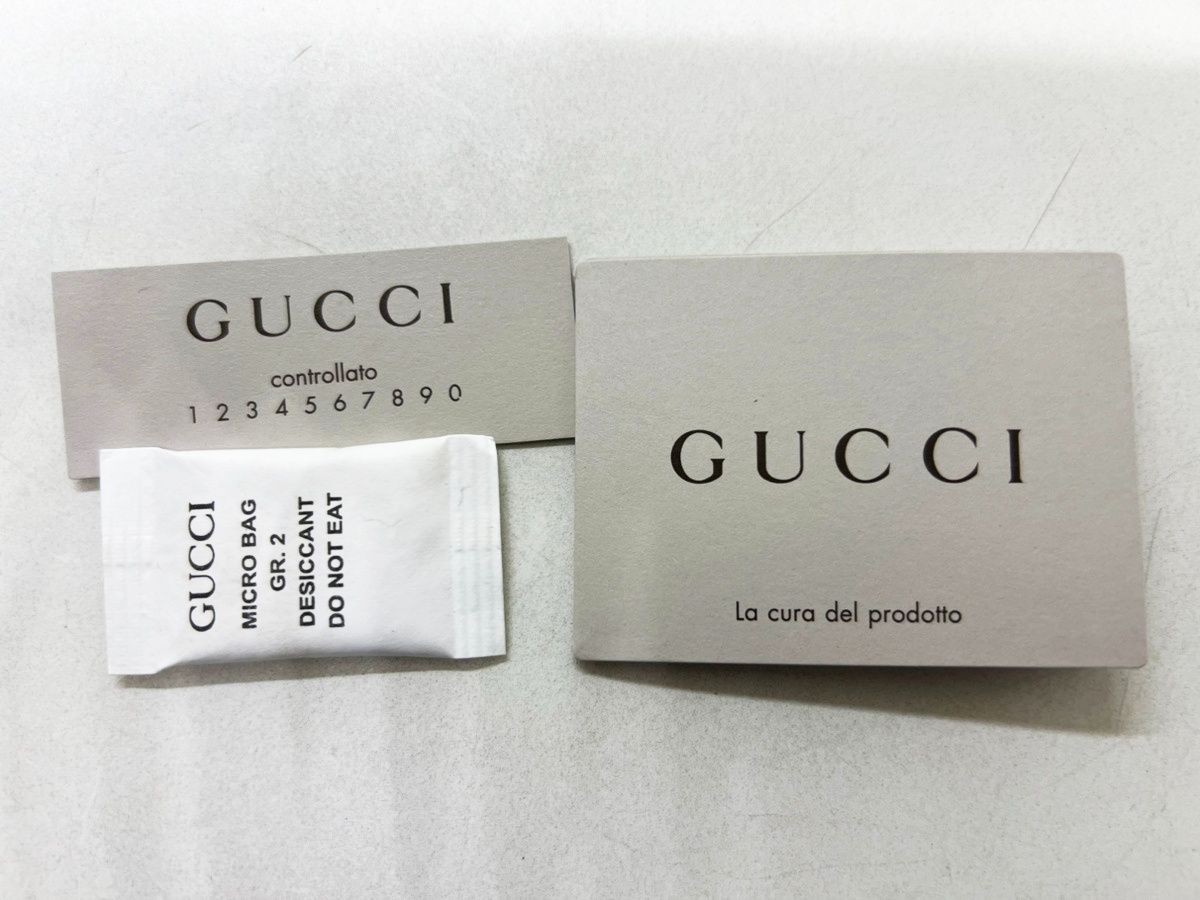 GUCCI
controllato
1 2 3 4 5 6 7 8 9 0
GUCCI
MICRO BAG
GR. 2
DESICCANT
DO NOT EAT
GUCCI
La cura del prodotto